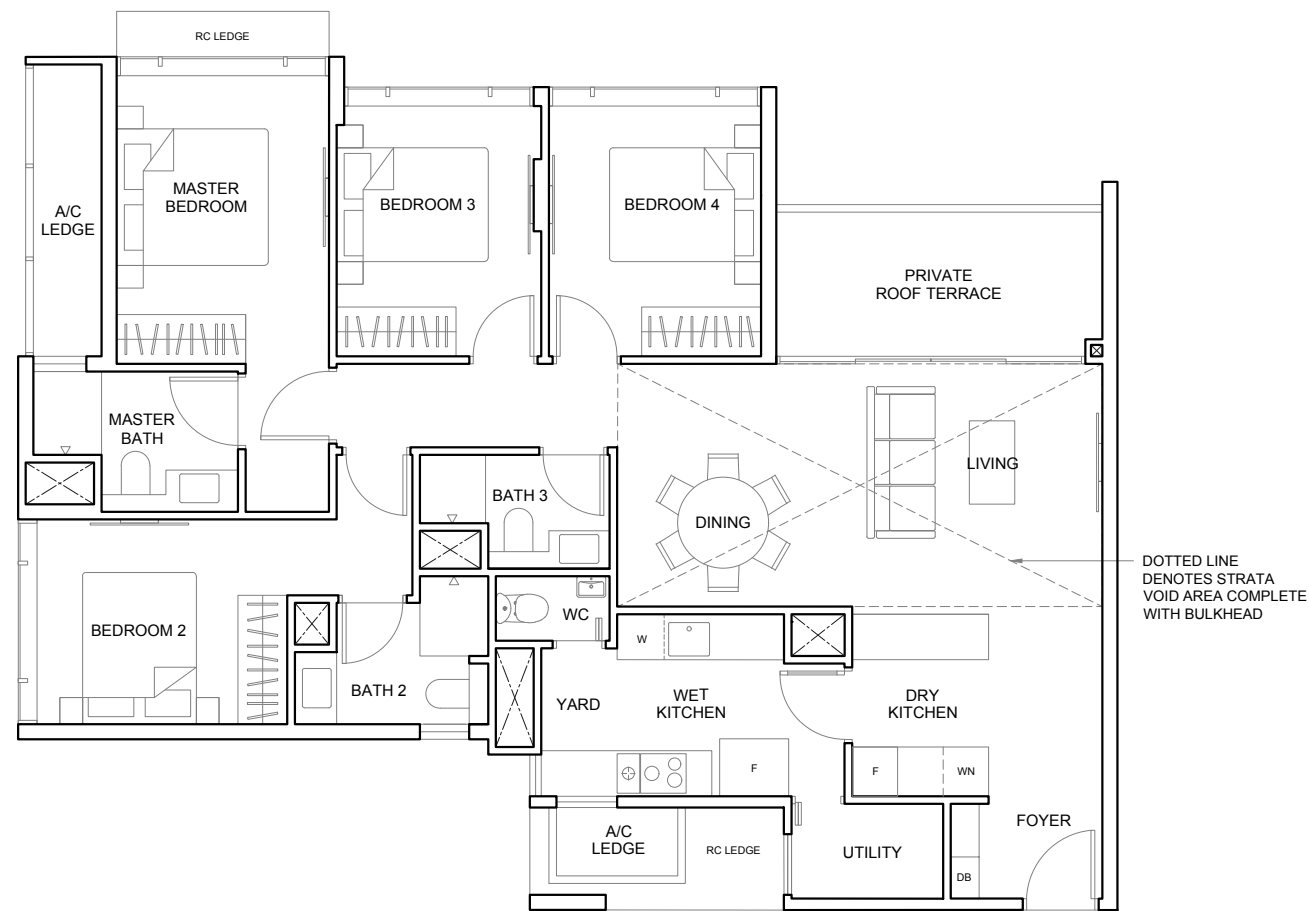 RC LEDGE
MASTER
BEDROOM
BEDROOM 3
BEDROOM 4
A/C
LEDGE
PRIVATE
ROOF TERRACE
MASTER
BATH
LIVING
BATH 3
DINING
DOTTED LINE
DENOTES STRATA
VOID AREA COMPLETE
WITH BULKHEAD
BEDROOM 2
WC
W
BATH 2
YARD
WET
KITCHEN
DRY
KITCHEN
F
F
WN
A/C
LEDGE
RC LEDGE
UTILITY
FOYER
DB